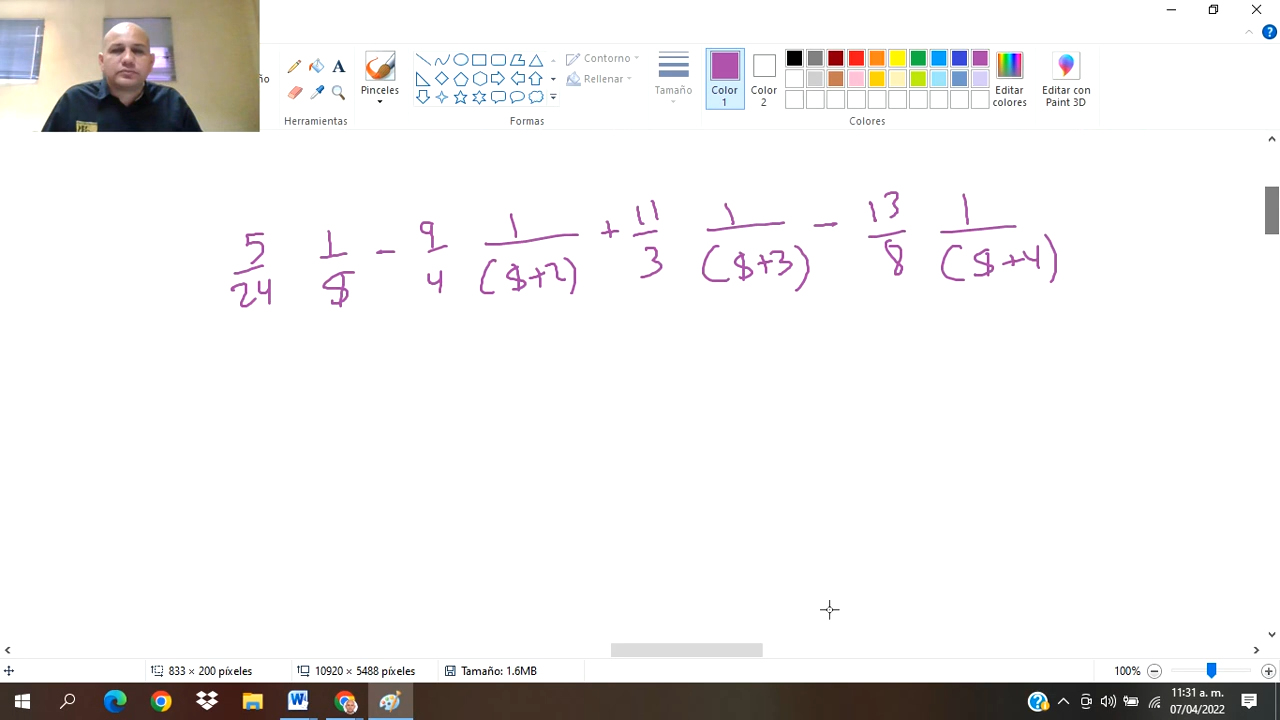 Contorno
Rellenar
Pinceles
Tamaño
Color 1
Color 2
Editar colores
Editar con Paint 3D
ño
Herramientas
Formas
Colores
5/24 1/$ - 9/4 1/($+2) + 11/3 1/($+3) - 13/8 1/($+4)
833 × 200 píxeles
10920 × 5488 píxeles
Tamaño: 1.6MB
100%
11:31 a. m.
07/04/2022